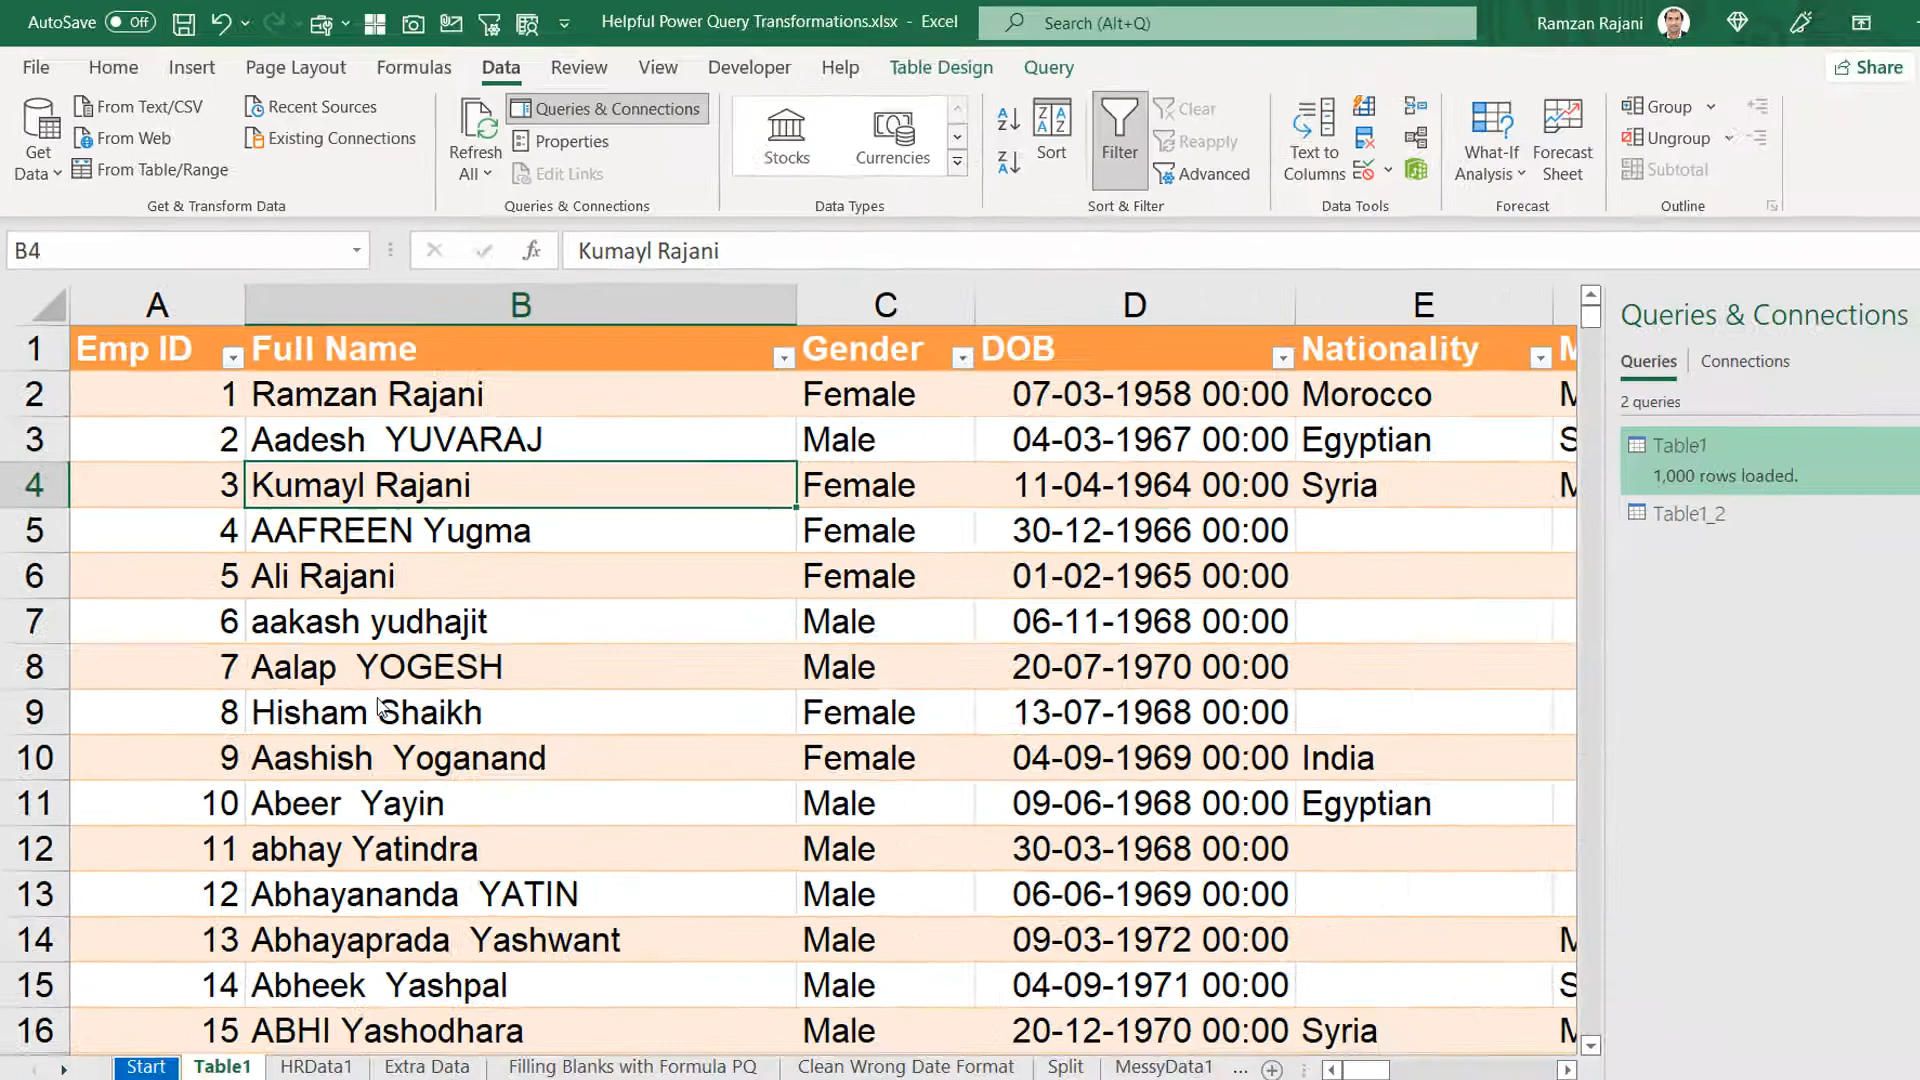 AutoSave Off Helpful Power Query Transformations.xlsx - Excel Search (Alt+Q) Ramzan Rajani
File Home Insert Page Layout Formulas Data Review View Developer Help Table Design Query Share
Get Data
From Text/CSV
From Web
From Table/Range
Recent Sources
Existing Connections
Get & Transform Data
Refresh All
Queries & Connections
Properties
Edit Links
Queries & Connections
Stocks
Currencies
Data Types
Sort
Filter
Clear
Reapply
Advanced
Sort & Filter
Text to Columns
Data Tools
What-If Analysis
Forecast Sheet
Forecast
Group
Ungroup
Subtotal
Outline
B4 fx Kumayl Rajani
A B C D E
1 Emp ID Full Name Gender DOB Nationality
2 1 Ramzan Rajani Female 07-03-1958 00:00 Morocco
3 2 Aadesh  YUVARAJ Male 04-03-1967 00:00 Egyptian
4 3 Kumayl Rajani Female 11-04-1964 00:00 Syria
5 4 AAFREEN Yugma Female 30-12-1966 00:00
6 5 Ali Rajani Female 01-02-1965 00:00
7 6 aakash yudhajit Male 06-11-1968 00:00
8 7 Aalap  YOGESH Male 20-07-1970 00:00
9 8 Hisham Shaikh Female 13-07-1968 00:00
10 9 Aashish  Yoganand Female 04-09-1969 00:00 India
11 10 Abeer  Yayin Male 09-06-1968 00:00 Egyptian
12 11 abhay Yatindra Male 30-03-1968 00:00
13 12 Abhayananda  YATIN Male 06-06-1969 00:00
14 13 Abhayaprada  Yashwant Male 09-03-1972 00:00
15 14 Abheek  Yashpal Male 04-09-1971 00:00
16 15 ABHI Yashodhara Male 20-12-1970 00:00 Syria
Queries & Connections
Queries Connections
2 queries
Table1
1,000 rows loaded.
Table1_2
Start Table1 HRData1 Extra Data Filling Blanks with Formula PQ Clean Wrong Date Format Split MessyData1 ...